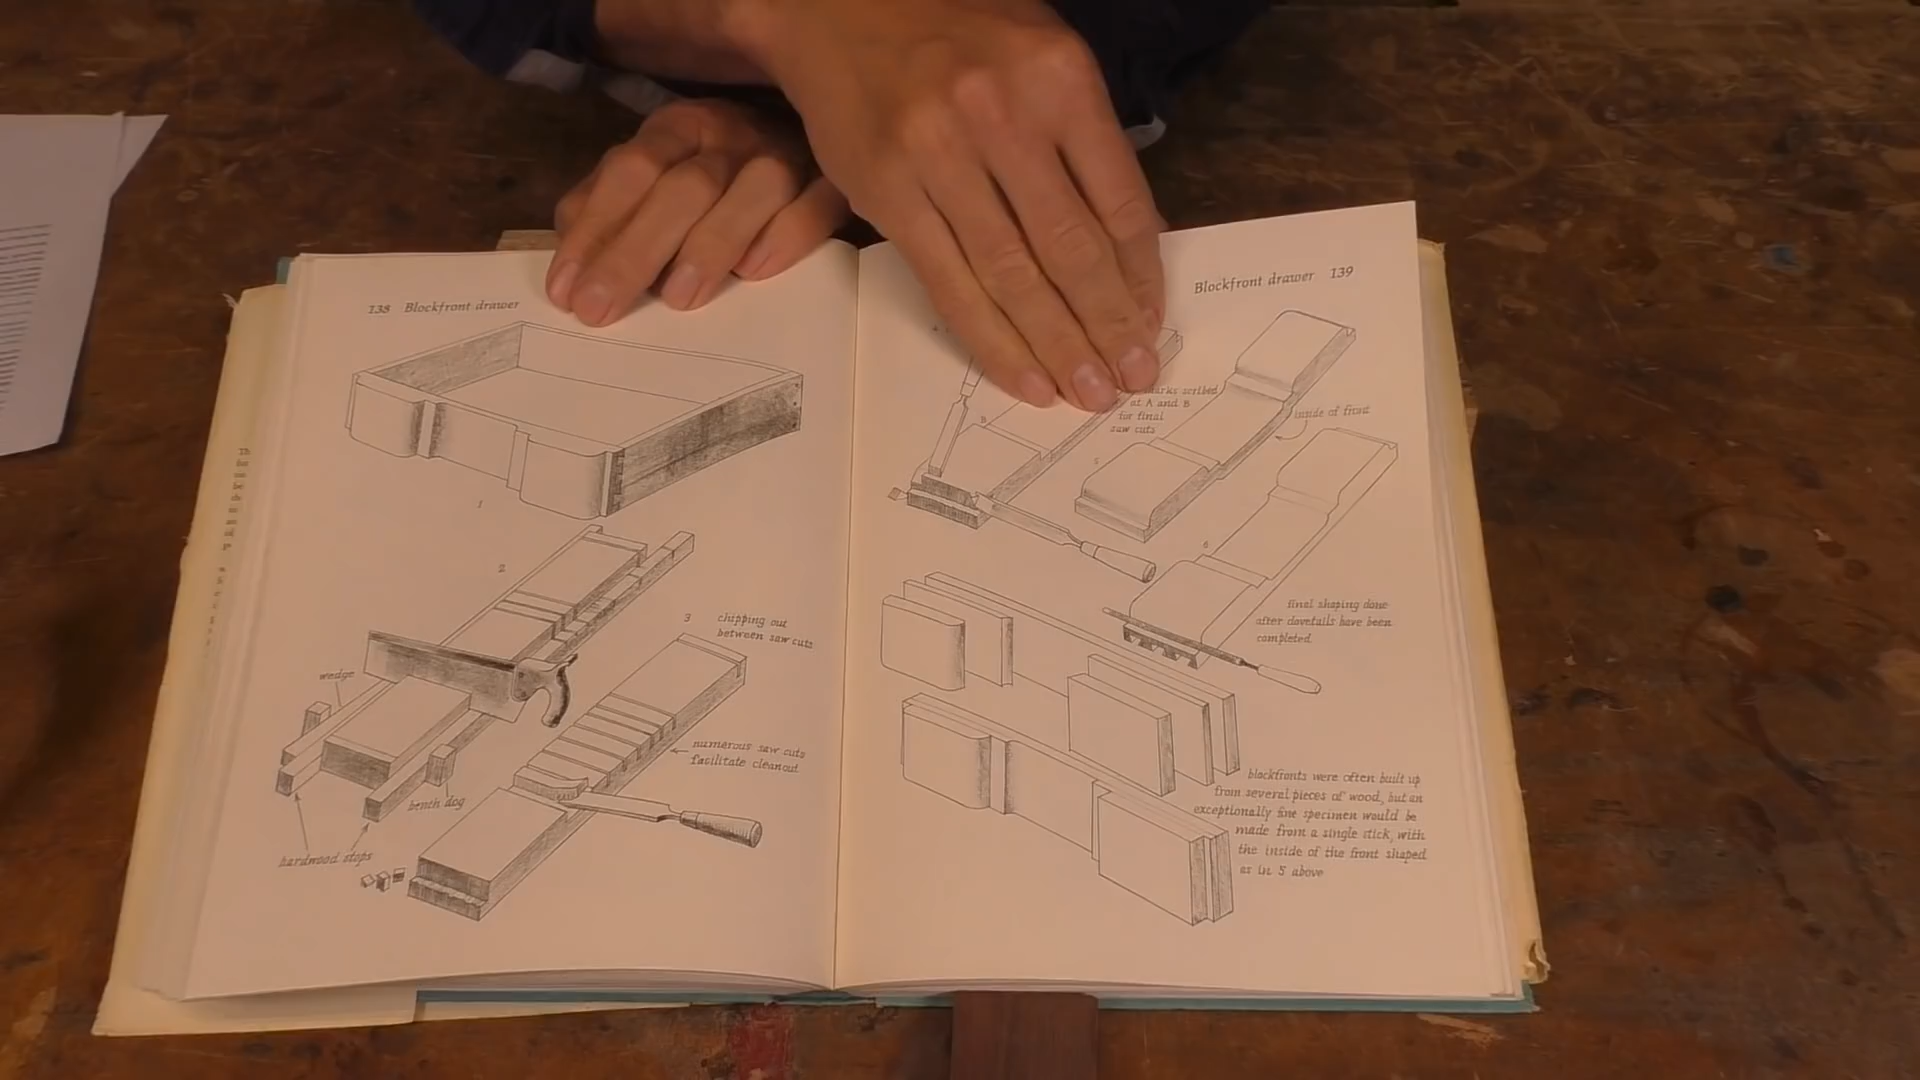 138 Blockfront drawer
1
2
3
chipping out
between saw cuts
wedge
numerous saw cuts
facilitate cleanout
bench dog
hardwood stops
Blockfront drawer 139
4
marks scribed
at A and B
for final
saw cuts
B
inside of front
5
6
final shaping done
after dovetails have been
completed.
blockfronts were often built up
from several pieces of wood, but an
exceptionally fine specimen would be
made from a single stick, with
the inside of the front shaped
as in 5 above